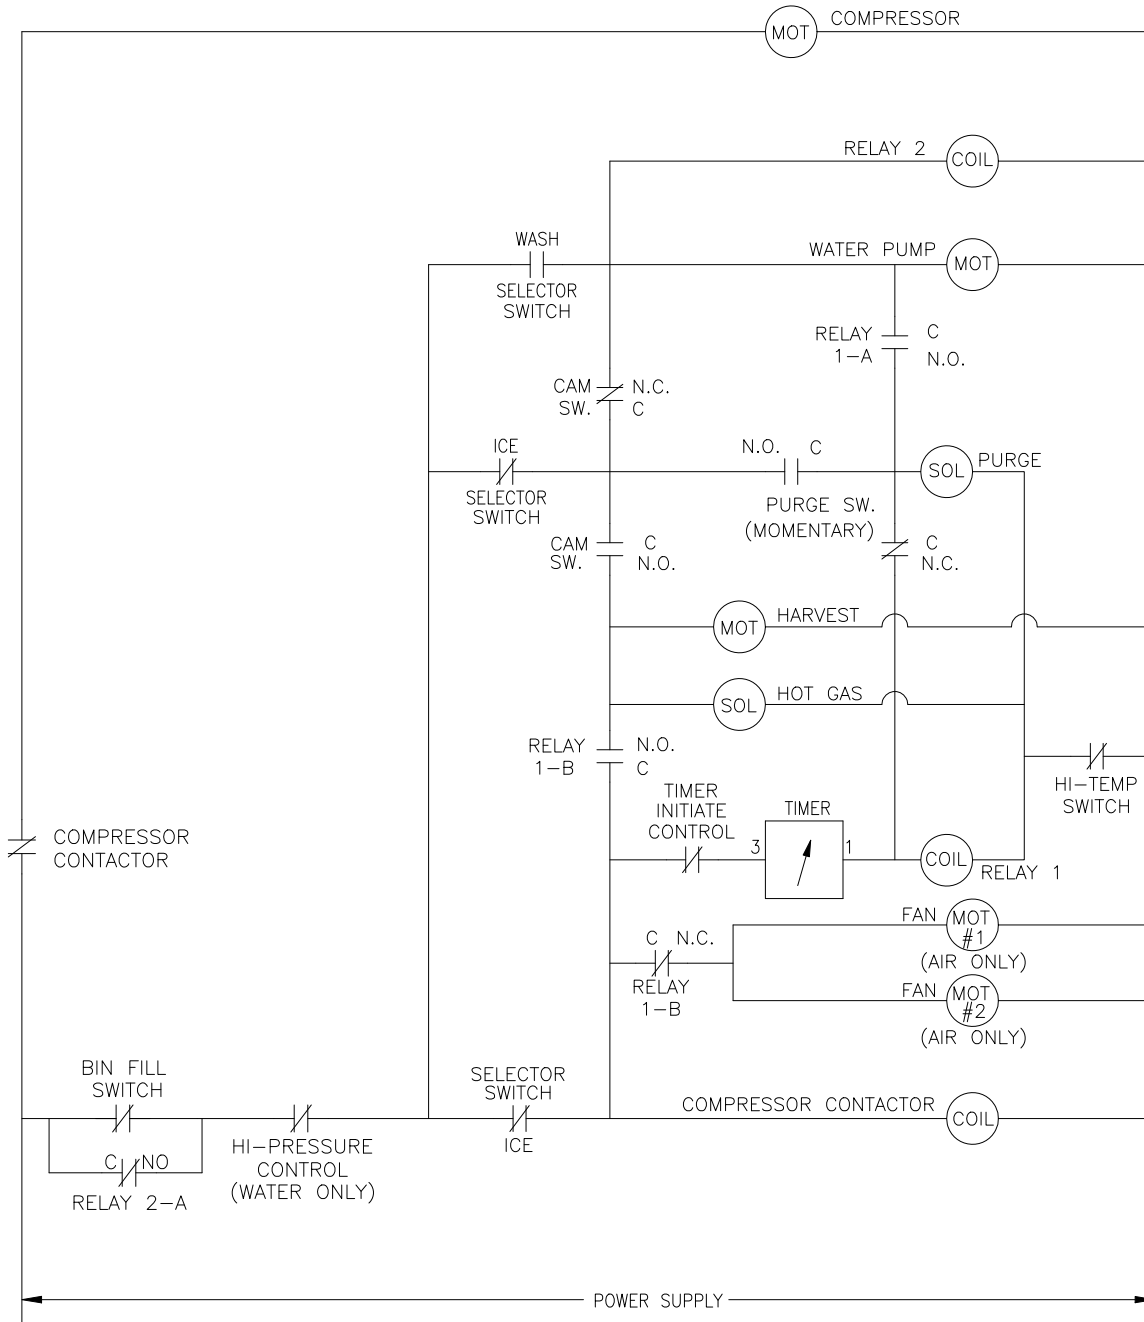 COMPRESSOR
MOT
RELAY 2
COIL
WASH
SELECTOR
SWITCH
WATER PUMP
MOT
RELAY
1-A
C
N.O.
CAM
SW.
N.C.
C
ICE
SELECTOR
SWITCH
N.O. C
PURGE SW.
(MOMENTARY)
SOL
PURGE
CAM
SW.
C
N.O.
C
N.C.
MOT
HARVEST
SOL
HOT GAS
RELAY
1-B
N.O.
C
TIMER
INITIATE
CONTROL
TIMER
3
1
HI-TEMP
SWITCH
COMPRESSOR
CONTACTOR
COIL
RELAY 1
C N.C.
RELAY
1-B
FAN
MOT
#1
(AIR ONLY)
FAN
MOT
#2
(AIR ONLY)
BIN FILL
SWITCH
C NO
RELAY 2-A
HI-PRESSURE
CONTROL
(WATER ONLY)
SELECTOR
SWITCH
ICE
COMPRESSOR CONTACTOR
COIL
POWER SUPPLY